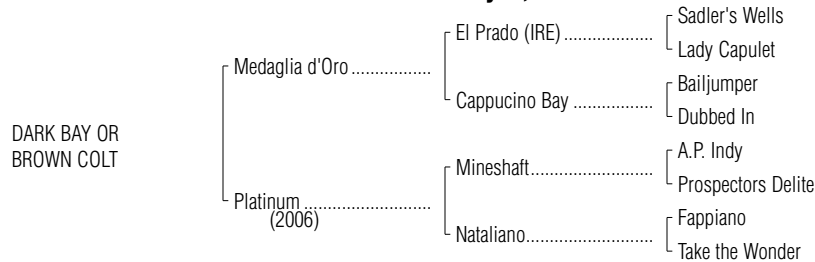 Sadler's Wells
El Prado (IRE) ....................
Lady Capulet
Medaglia d'Oro ..................
Bailjumper
Cappucino Bay ..................
Dubbed In
DARK BAY OR
BROWN COLT
A.P. Indy
Mineshaft............................
Prospectors Delite
Platinum .............................
(2006)
Fappiano
Nataliano.............................
Take the Wonder